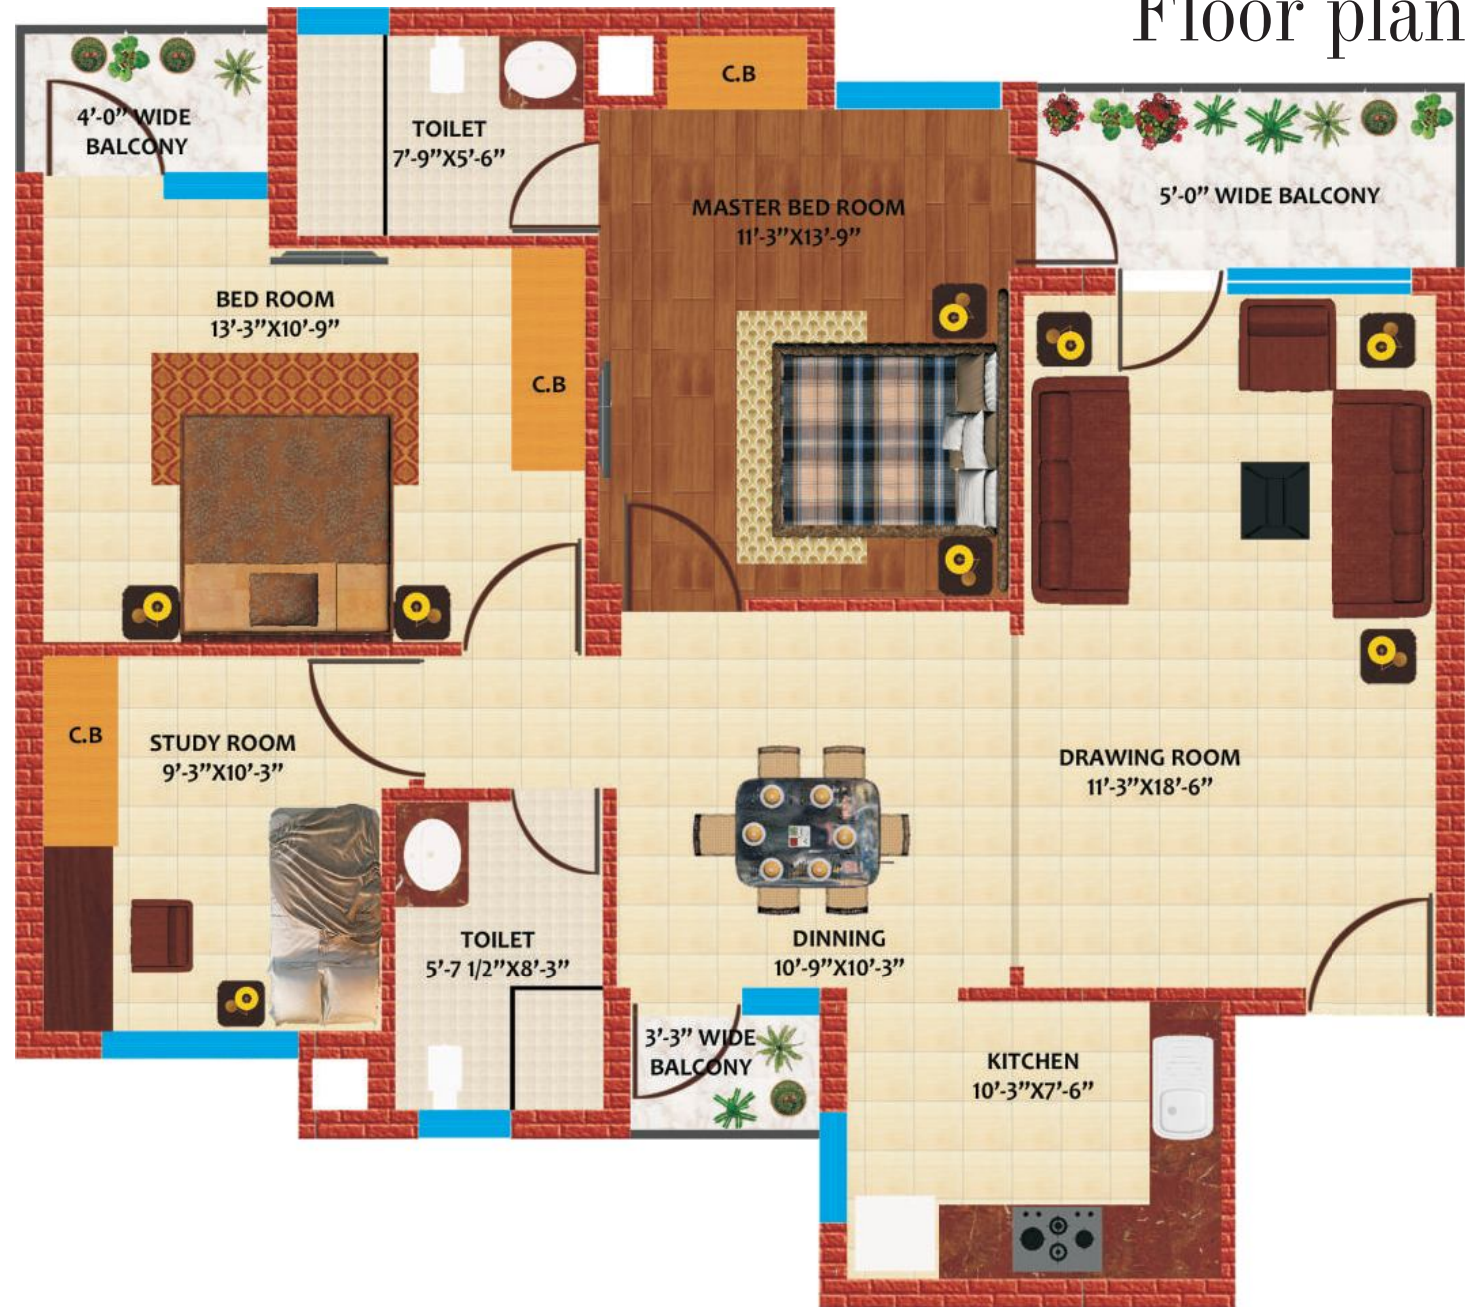 Floor plan
C.B
4'-0" WIDE
BALCONY
TOILET
7'-9"X5'-6"
MASTER BED ROOM
11'-3"X13'-9"
5'-0" WIDE BALCONY
BED ROOM
13'-3"X10'-9"
C.B
C.B
STUDY ROOM
9'-3"X10'-3"
DRAWING ROOM
11'-3"X18'-6"
TOILET
5'-7 1/2"X8'-3"
DINNING
10'-9"X10'-3"
3'-3" WIDE
BALCONY
KITCHEN
10'-3"X7'-6"